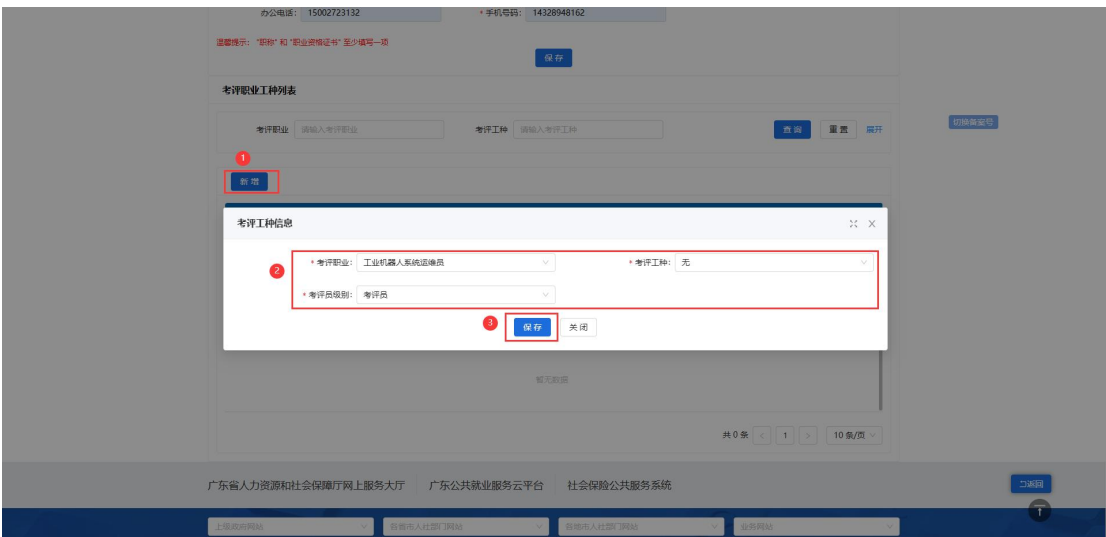 办公电话： 15002723132 * 手机号码： 14328948162
温馨提示： "职称" 和 "职业资格证书" 至少填写一项
保存
考评职业工种列表
考评职业 请输入考评职业 考评工种 请输入考评工种 查询 重置 展开
切换备案号
1
新增
考评工种信息
2
* 考评职业： 工业机器人系统运维员 * 考评工种： 无
* 考评员级别： 考评员
3 保存 关闭
暂无数据
共 0 条 < 1 > 10 条/页
广东省人力资源和社会保障厅网上服务大厅 广东公共就业服务云平台 社会保险公共服务系统
返回
上级政府网站 各省市人社部门网站 各地市人社部门网站 业务网站